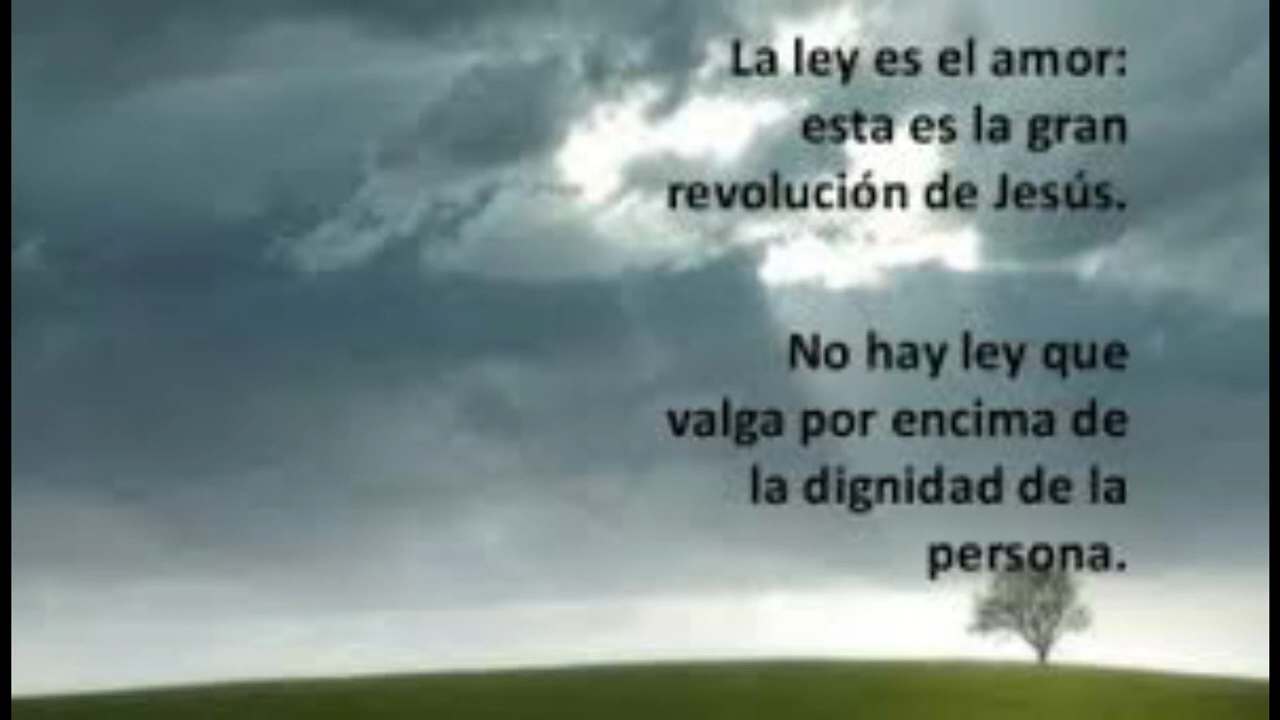 La ley es el amor:
esta es la gran
revolución de Jesús.
No hay ley que
valga por encima de
la dignidad de la
persona.